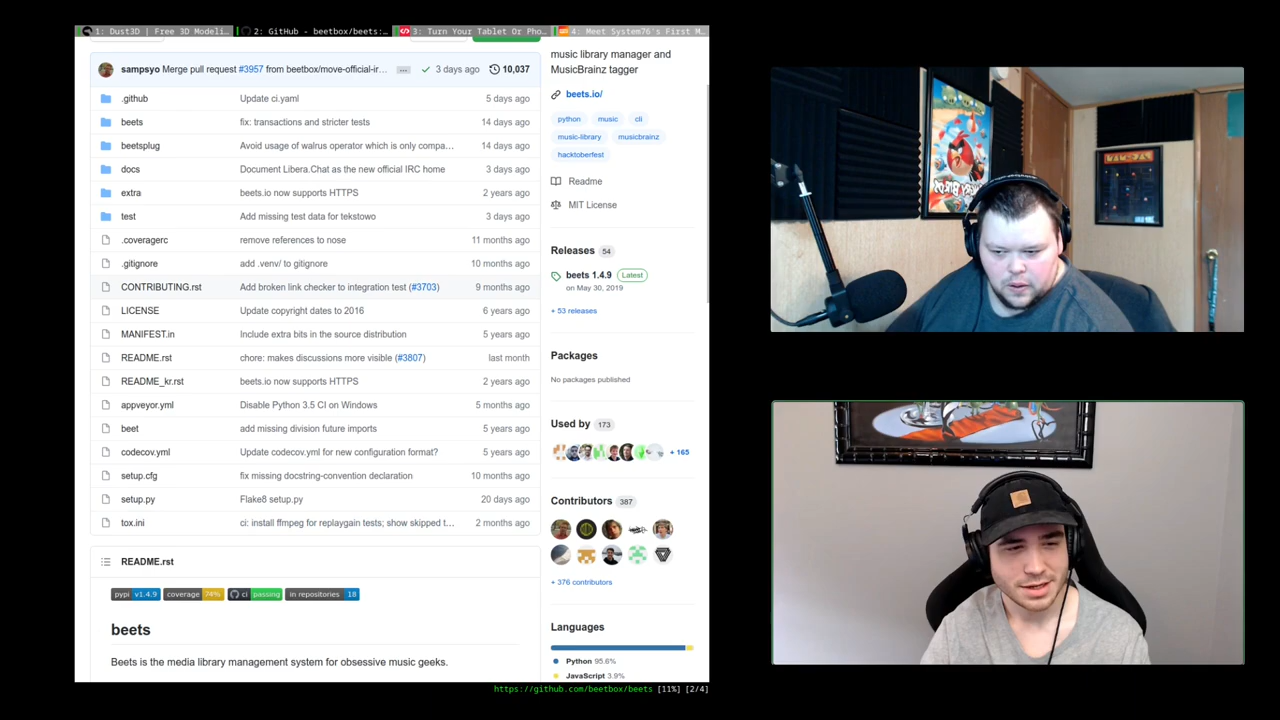 1: Dust3D | Free 3D Modeli…
2: GitHub - beetbox/beets:…
3: Turn Your Tablet Or Pho…
4: Meet System76's First M…
sampsyo Merge pull request #3957 from beetbox/move-official-ir… ... 3 days ago 10,037
.github Update ci.yaml 5 days ago
beets fix: transactions and stricter tests 14 days ago
beetsplug Avoid usage of walrus operator which is only compa… 14 days ago
docs Document Libera.Chat as the new official IRC home 3 days ago
extra beets.io now supports HTTPS 2 years ago
test Add missing test data for tekstowo 3 days ago
.coveragerc remove references to nose 11 months ago
.gitignore add .venv/ to gitignore 10 months ago
CONTRIBUTING.rst Add broken link checker to integration test (#3703) 9 months ago
LICENSE Update copyright dates to 2016 6 years ago
MANIFEST.in Include extra bits in the source distribution 5 years ago
README.rst chore: makes discussions more visible (#3807) last month
README_kr.rst beets.io now supports HTTPS 2 years ago
appveyor.yml Disable Python 3.5 CI on Windows 5 months ago
beet add missing division future imports 5 years ago
codecov.yml Update codecov.yml for new configuration format? 5 years ago
setup.cfg fix missing docstring-convention declaration 10 months ago
setup.py Flake8 setup.py 20 days ago
tox.ini ci: install ffmpeg for replaygain tests; show skipped t… 2 months ago
README.rst
pypi v1.4.9 coverage 74% ci passing in repositories 18
beets
Beets is the media library management system for obsessive music geeks.
music library manager and
MusicBrainz tagger
beets.io/
python music cli
music-library musicbrainz
hacktoberfest
Readme
MIT License
Releases 54
beets 1.4.9 Latest
on May 30, 2019
+ 53 releases
Packages
No packages published
Used by 173
+ 165
Contributors 387
+ 376 contributors
Languages
Python 95.6%
JavaScript 3.9%
https://github.com/beetbox/beets [11%] [2/4]